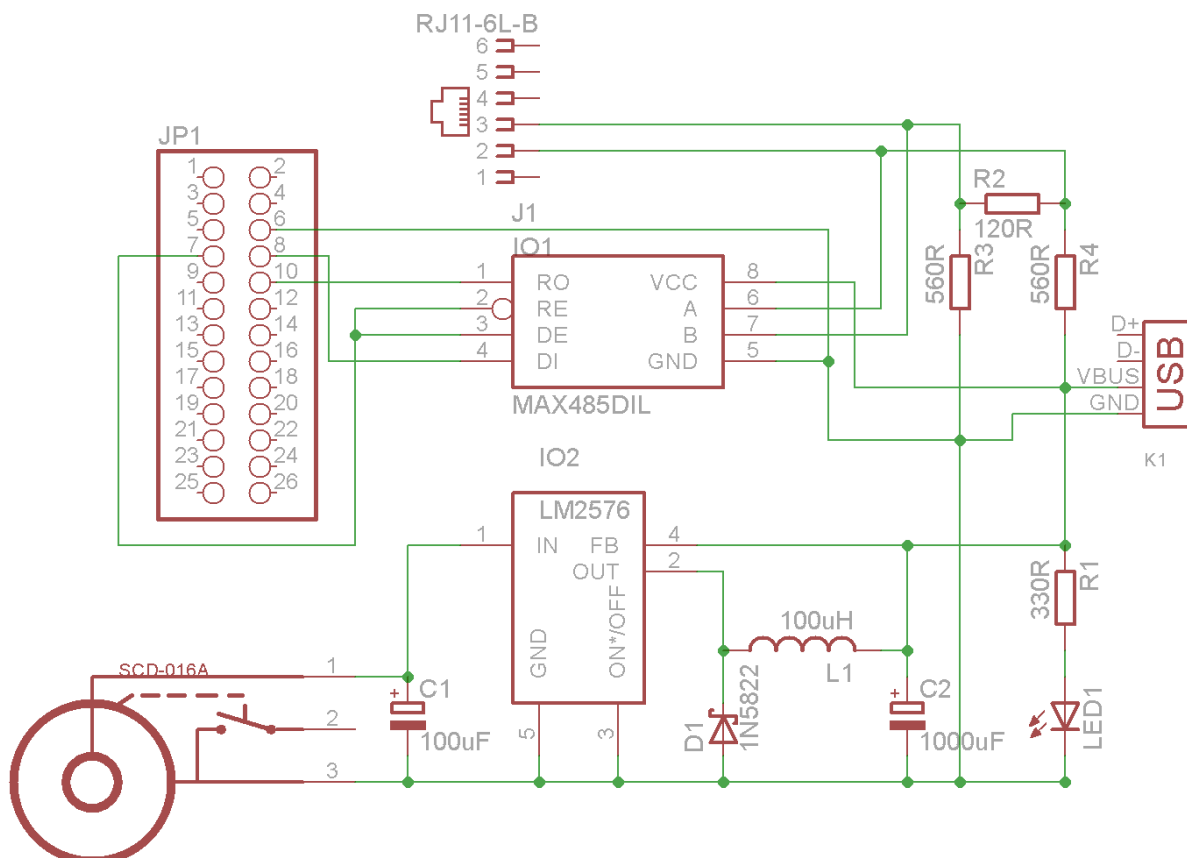 RJ11-6L-B
6
5
4
3
2
1
J1
JP1
1 2
3 4
5 6
7 8
9 10
11 12
13 14
15 16
17 18
19 20
21 22
23 24
25 26
IO1
1 RO VCC 8
2 RE A 6
3 DE B 7
4 DI GND 5
MAX485DIL
R2
120R
560R
R3
560R
R4
D+
D-
VBUS
GND
USB
K1
IO2
LM2576
1 IN FB 4
OUT 2
GND
ON*/OFF
5
3
330R
R1
100uH
L1
SCD-016A
1
2
3
+
C1
100uF
D1
1N5822
+
C2
1000uF
LED1